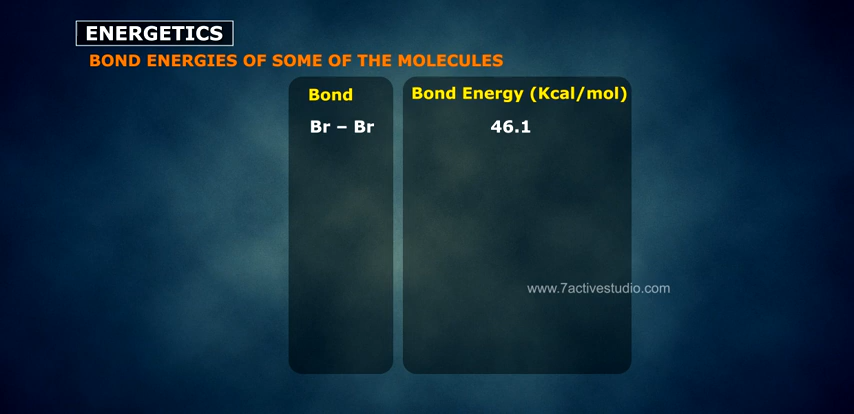 ENERGETICS
BOND ENERGIES OF SOME OF THE MOLECULES
Bond Bond Energy (Kcal/mol)
Br – Br 46.1
www.7activestudio.com